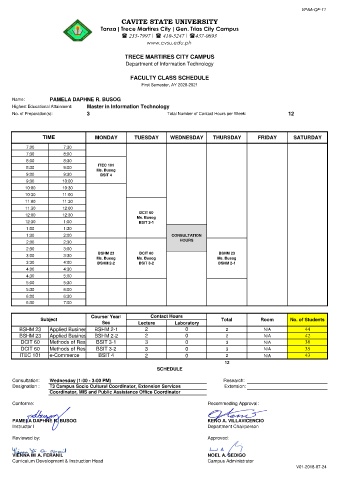 VPAA-QF-11
CAVITE STATE UNIVERSITY
Tanza | Trece Martires City | Gen. Trias City Campus
www.cvsu.edu.ph
TRECE MARTIRES CITY CAMPUS
Department of Information Technology
FACULTY CLASS SCHEDULE
First Semester, AY 2020-2021
Name: PAMELA DAPHNE R. BUSOG
Highest Educational Attainment: Master in Information Technology
No. of Preparation(s): 3 Total Number of Contact Hours per Week: 12
TIME MONDAY TUESDAY WEDNESDAY THURSDAY FRIDAY SATURDAY
7:00 7:30
7:30 8:00
8:00 8:30
8:30 9:00 ITEC 101
9:00 9:30 Ms. Busog
9:30 10:00 BSIT 4
10:00 10:30
10:30 11:00
11:00 11:30
11:30 12:00
12:00 12:30 DCIT 60 Ms. Busog
12:30 1:00 BSIT 3-1
1:00 1:30
1:30 2:00 CONSULTATION
2:00 2:30 HOURS
2:30 3:00 BSHM 23 DCIT 60 BSHM 23
3:00 3:30 Ms. Busog Ms. Busog Ms. Busog
3:30 4:00 BSHM 2-2 BSIT 3-2 BSHM 2-1
4:00 4:30
4:30 5:00
5:00 5:30
5:30 6:00
6:00 6:30
6:30 7:00
Subject Course/ Year Sec Contact Hours Total Room No. of Students
Lecture Laboratory
BSHM 23 Applied Busines BSHM 2-1 2 0 2 N/A 44
BSHM 23 Applied Busines BSHM 2-2 2 0 2 N/A
DCIT 60 Methods of Res BSIT 3-1 3 0 3 N/A
DCIT 60 Methods of Res BSIT 3-2 3 0 3 N/A
ITEC 101 e-Commerce BSIT 4 2 0 2 N/A
12
SCHEDULE
Consultation: Wednesday (1:00 - 3:00 PM) Research:
Designation: T3 Campus Socio Cultural Coordinator, Extension Services Extension:
Coordinator, MIS and Public Assistance Office Coordinator
Conforme: Recommending Approval:
PAMELA DAPHNE R. BUSOG KENO A. VILLAVICENCIO
Instructor I Department Chairperson
Reviewed by: Approved:
VIENNA MI A. FERANIL NOEL A. SEDIGO
Curriculum Development & Instruction Head Campus Administrator
V01-2018-07-24